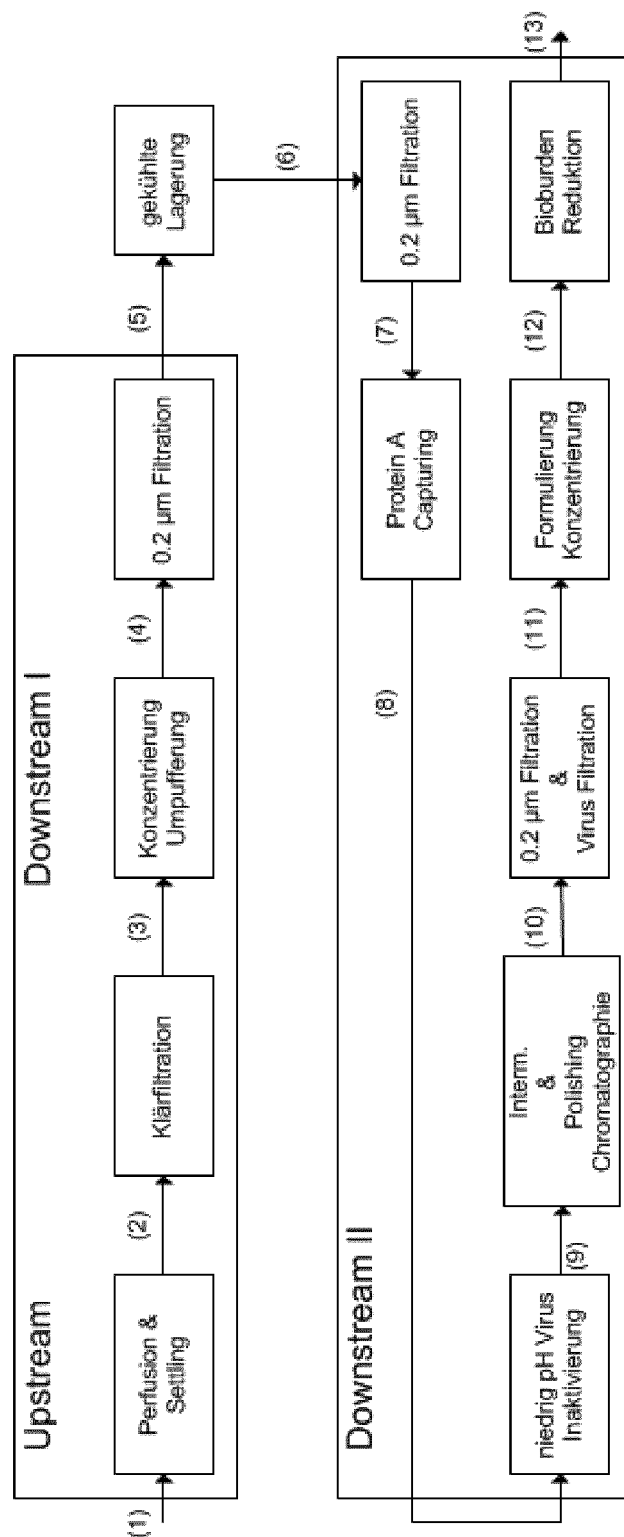 Upstream
Downstream I
(1)
Perfusion &
Settling
(2)
Klärfiltration
(3)
Konzentrierung
Umpufferung
(4)
0.2 µm Filtration
(5)
gekühlte
Lagerung
(6)
Downstream II
0.2 µm Filtration
(7)
Protein A
Capturing
(8)
niedrig pH Virus
Inaktivierung
(9)
Interm.
&
Polishing
Chromatographie
(10)
0.2 µm Filtration
&
Virus Filtration
(11)
Formulierung
Konzentrierung
(12)
Bioburden
Reduktion
(13)